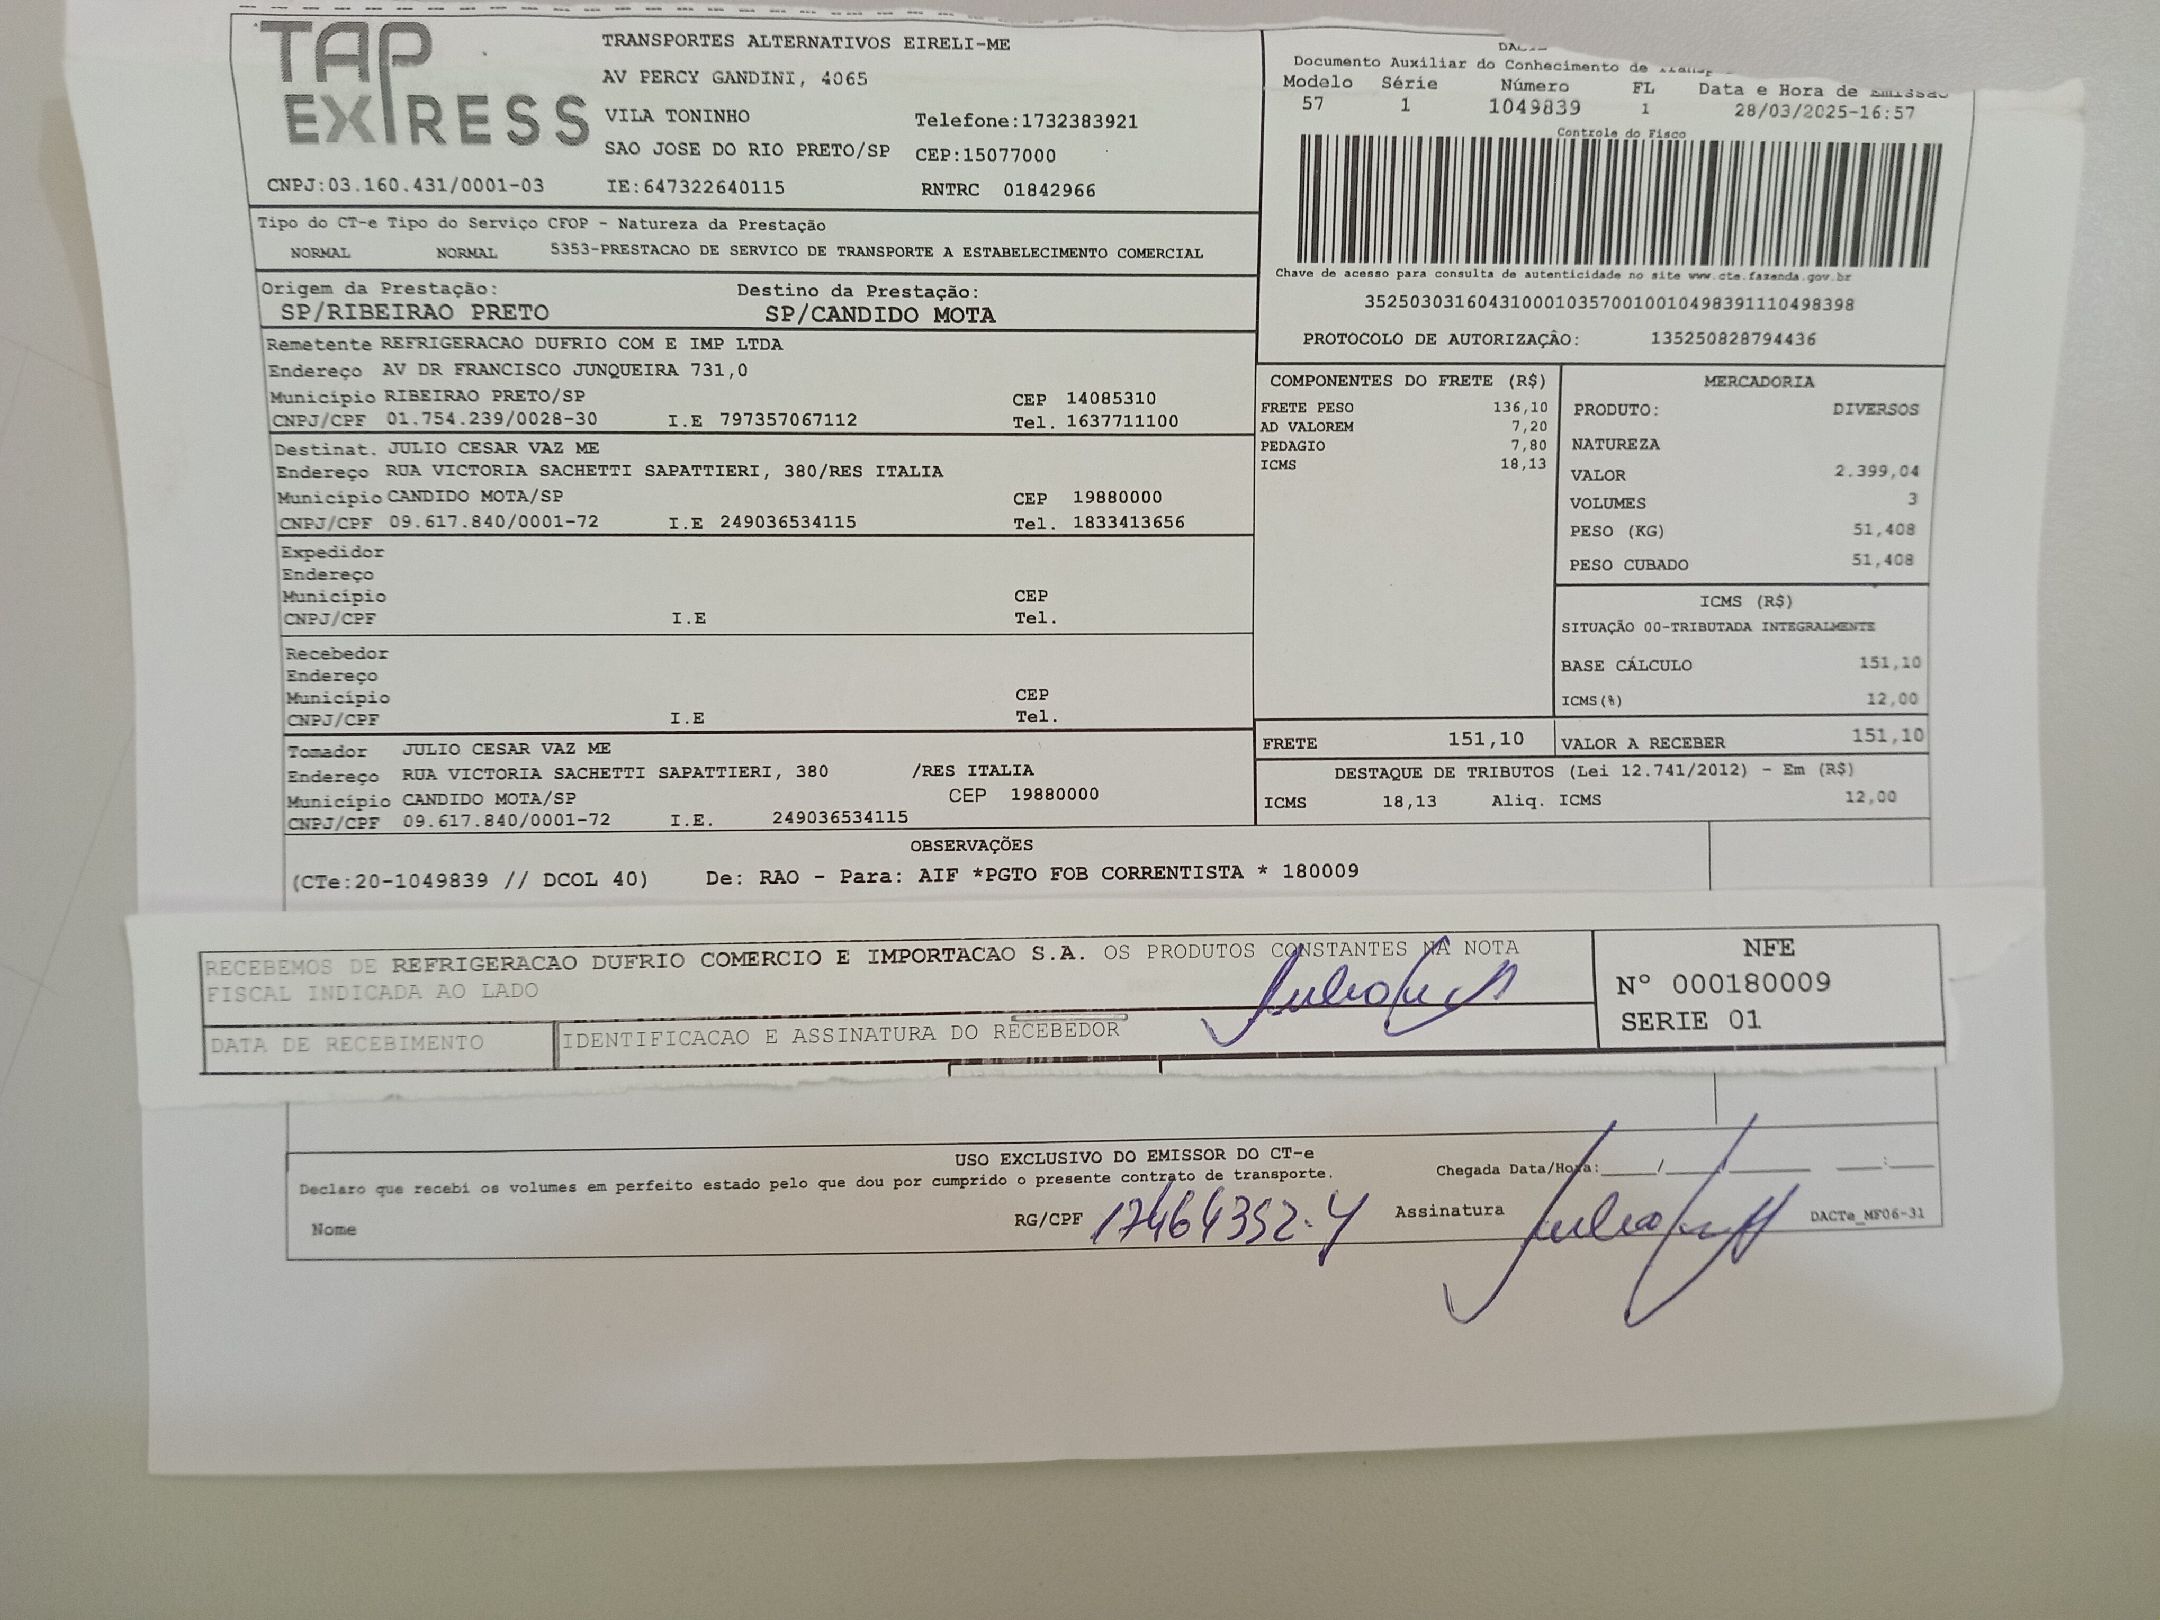 TAP
EXPRESS
TRANSPORTES ALTERNATIVOS EIRELI-ME
AV PERCY GANDINI, 4065
VILA TONINHO Telefone:1732383921
SAO JOSE DO RIO PRETO/SP CEP:15077000
CNPJ:03.160.431/0001-03 IE:647322640115 RNTRC 01842966
Documento Auxiliar do Conhecimento de
Modelo Série Número FL Data e Hora de Emissão
57 1 1049839 1 28/03/2025-16:57
Controle do Fisco
Chave de acesso para consulta de autenticidade no site www.cte.fazenda.gov.br
35250303160431000103570010010498391110498398
PROTOCOLO DE AUTORIZAÇÂO: 135250828794436
Tipo do CT-e Tipo do Serviço CFOP - Natureza da Prestação
NORMAL NORMAL 5353-PRESTACAO DE SERVICO DE TRANSPORTE A ESTABELECIMENTO COMERCIAL
Origem da Prestação: Destino da Prestação:
SP/RIBEIRAO PRETO SP/CANDIDO MOTA
Remetente REFRIGERACAO DUFRIO COM E IMP LTDA
Endereço AV DR FRANCISCO JUNQUEIRA 731,0
Município RIBEIRAO PRETO/SP CEP 14085310
CNPJ/CPF 01.754.239/0028-30 I.E 797357067112 Tel. 1637711100
Destinat. JULIO CESAR VAZ ME
Endereço RUA VICTORIA SACHETTI SAPATTIERI, 380/RES ITALIA
Município CANDIDO MOTA/SP CEP 19880000
CNPJ/CPF 09.617.840/0001-72 I.E 249036534115 Tel. 1833413656
Expedidor
Endereço
Município CEP
CNPJ/CPF I.E Tel.
Recebedor
Endereço
Município CEP
CNPJ/CPF I.E Tel.
Tomador JULIO CESAR VAZ ME
Endereço RUA VICTORIA SACHETTI SAPATTIERI, 380 /RES ITALIA
Município CANDIDO MOTA/SP CEP 19880000
CNPJ/CPF 09.617.840/0001-72 I.E. 249036534115
COMPONENTES DO FRETE (R$)
FRETE PESO 136,10
AD VALOREM 7,20
PEDAGIO 7,80
ICMS 18,13
MERCADORIA
PRODUTO: DIVERSOS
NATUREZA
VALOR 2.399,04
VOLUMES 3
PESO (KG) 51,408
PESO CUBADO 51,408
ICMS (R$)
SITUAÇÃO 00-TRIBUTADA INTEGRALMENTE
BASE CÁLCULO 151,10
ICMS(%) 12,00
FRETE 151,10 VALOR A RECEBER 151,10
DESTAQUE DE TRIBUTOS (Lei 12.741/2012) - Em (R$)
ICMS 18,13 Aliq. ICMS 12,00
OBSERVAÇÕES
(CTe:20-1049839 // DCOL 40) De: RAO - Para: AIF *PGTO FOB CORRENTISTA * 180009
RECEBEMOS DE REFRIGERACAO DUFRIO COMERCIO E IMPORTACAO S.A. OS PRODUTOS CONSTANTES NA NOTA
FISCAL INDICADA AO LADO
DATA DE RECEBIMENTO IDENTIFICACAO E ASSINATURA DO RECEBEDOR
NFE
Nº 000180009
SERIE 01
USO EXCLUSIVO DO EMISSOR DO CT-e
Declaro que recebi os volumes em perfeito estado pelo que dou por cumprido o presente contrato de transporte. Chegada Data/Hora:____/____/______ ___:___
Nome RG/CPF 17464352-4 Assinatura DACTe_MF06-31